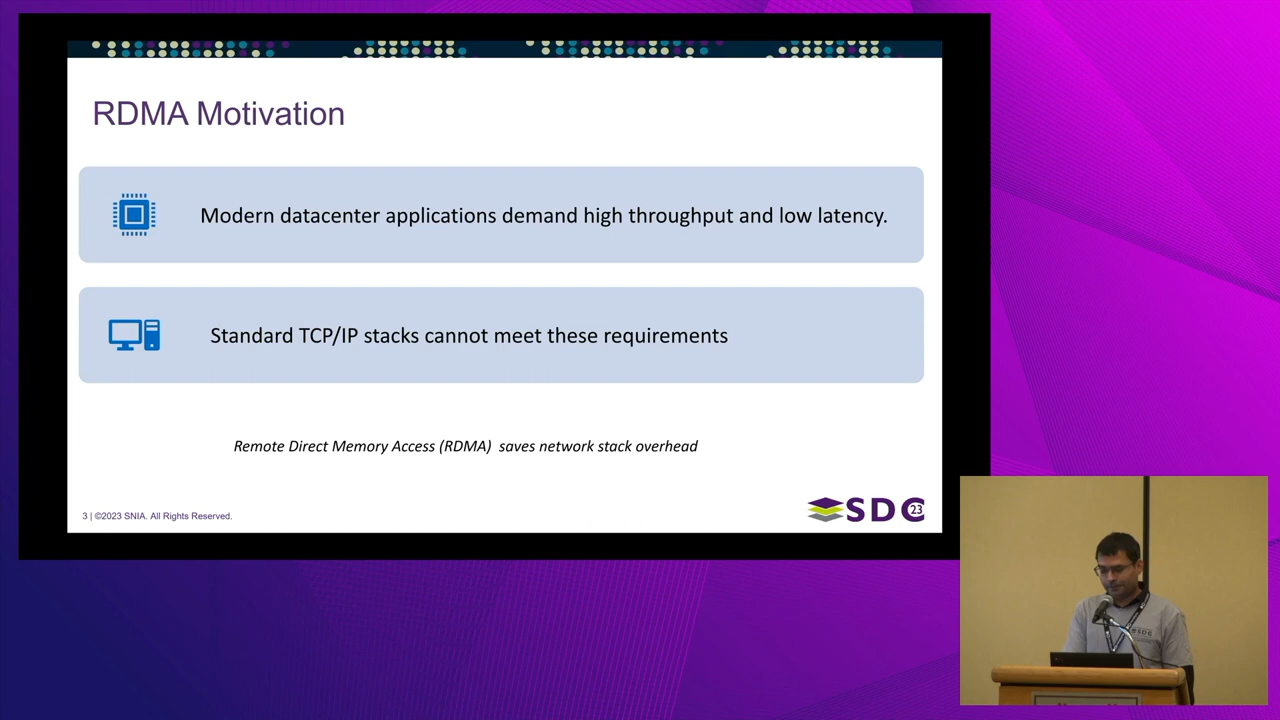 RDMA Motivation
Modern datacenter applications demand high throughput and low latency.
Standard TCP/IP stacks cannot meet these requirements
Remote Direct Memory Access (RDMA) saves network stack overhead
3 | ©2023 SNIA. All Rights Reserved.
SDC 23
SDC